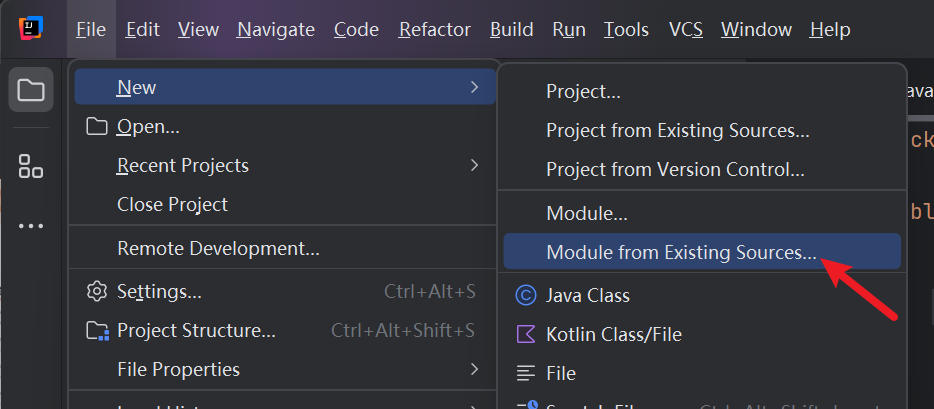 IJ
File Edit View Navigate Code Refactor Build Run Tools VCS Window Help
New
Open...
Recent Projects
Close Project
Remote Development...
Settings... Ctrl+Alt+S
Project Structure... Ctrl+Alt+Shift+S
File Properties
Project...
Project from Existing Sources...
Project from Version Control...
Module...
Module from Existing Sources...
Java Class
Kotlin Class/File
File
ava
ck
bl